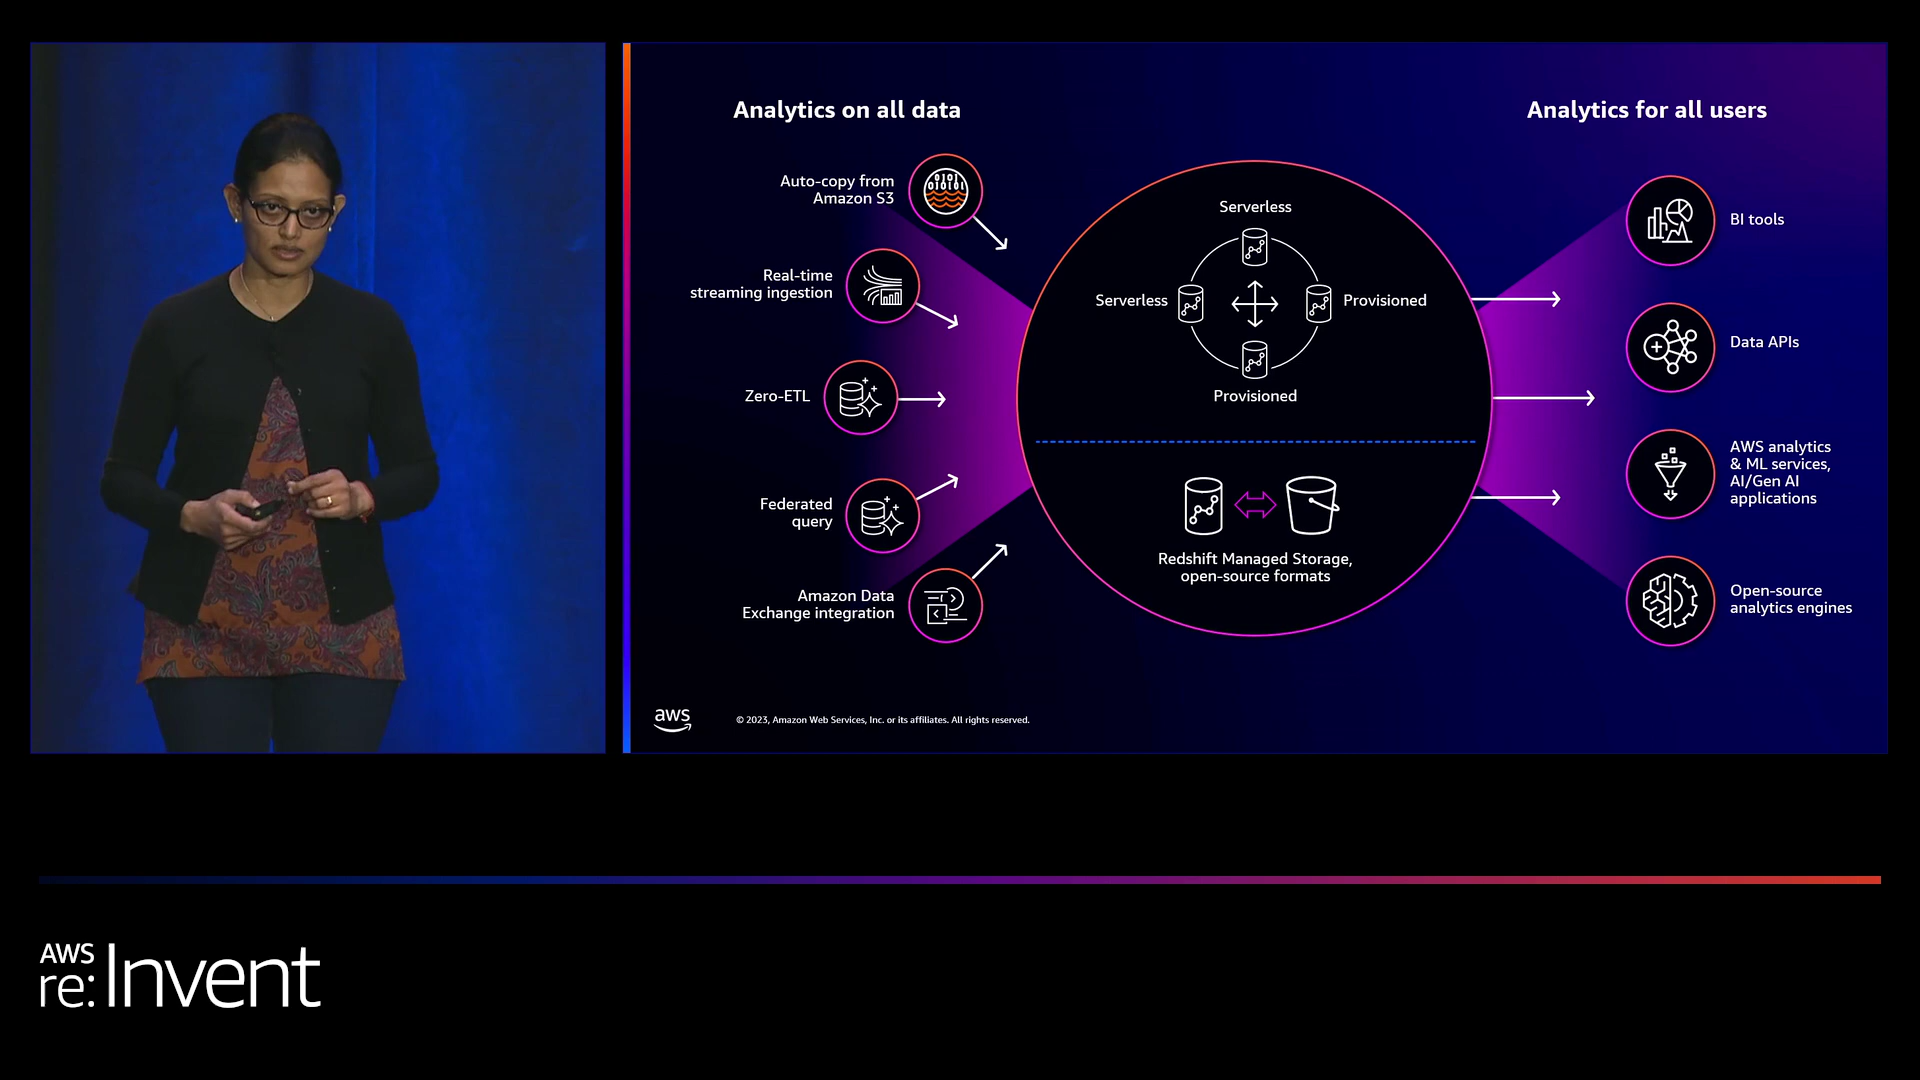 Analytics on all data
Analytics for all users
Auto-copy from
Amazon S3
Real-time
streaming ingestion
Zero-ETL
Federated
query
Amazon Data
Exchange integration
Serverless
Serverless
Provisioned
Provisioned
Redshift Managed Storage,
open-source formats
BI tools
Data APIs
AWS analytics
& ML services,
AI/Gen AI
applications
Open-source
analytics engines
aws
© 2023, Amazon Web Services, Inc. or its affiliates. All rights reserved.
AWS
re:Invent